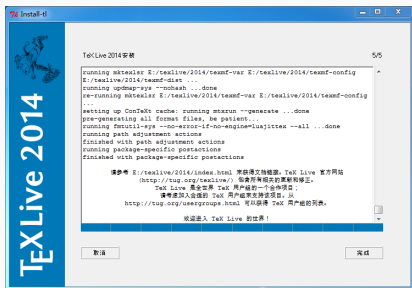 Install-tl
TeX Live 2014 安装
5/5
running mktexlsr E:/texlive/2014/texmf-var E:/texlive/2014/texmf-config
E:/texlive/2014/texmf-dist ...
running updmap-sys --nohash ...done
re-running mktexlsr E:/texlive/2014/texmf-var E:/texlive/2014/texmf-config
...
setting up ConTeXt cache: running mtxrun --generate ...done
pre-generating all format files, be patient...
running fmtutil-sys --no-error-if-no-engine=luajittex --all ...done
running path adjustment actions
finished with path adjustment actions
running package-specific postactions
finished with package-specific postactions
请参考 E:/texlive/2014/index.html 来获得文档链接。TeX Live 官方网站
(http://tug.org/texlive/) 包含所有相关的更新和修正。
TeX Live 是全世界 TeX 用户组的一个合作项目;
请考虑加入合适的 TeX 用户组来支持该项目。从
http://tug.org/usergroups.html 可以获得 TeX 用户组的列表。
欢迎进入 TeX Live 的世界！
取消
完成
TEXLive 2014